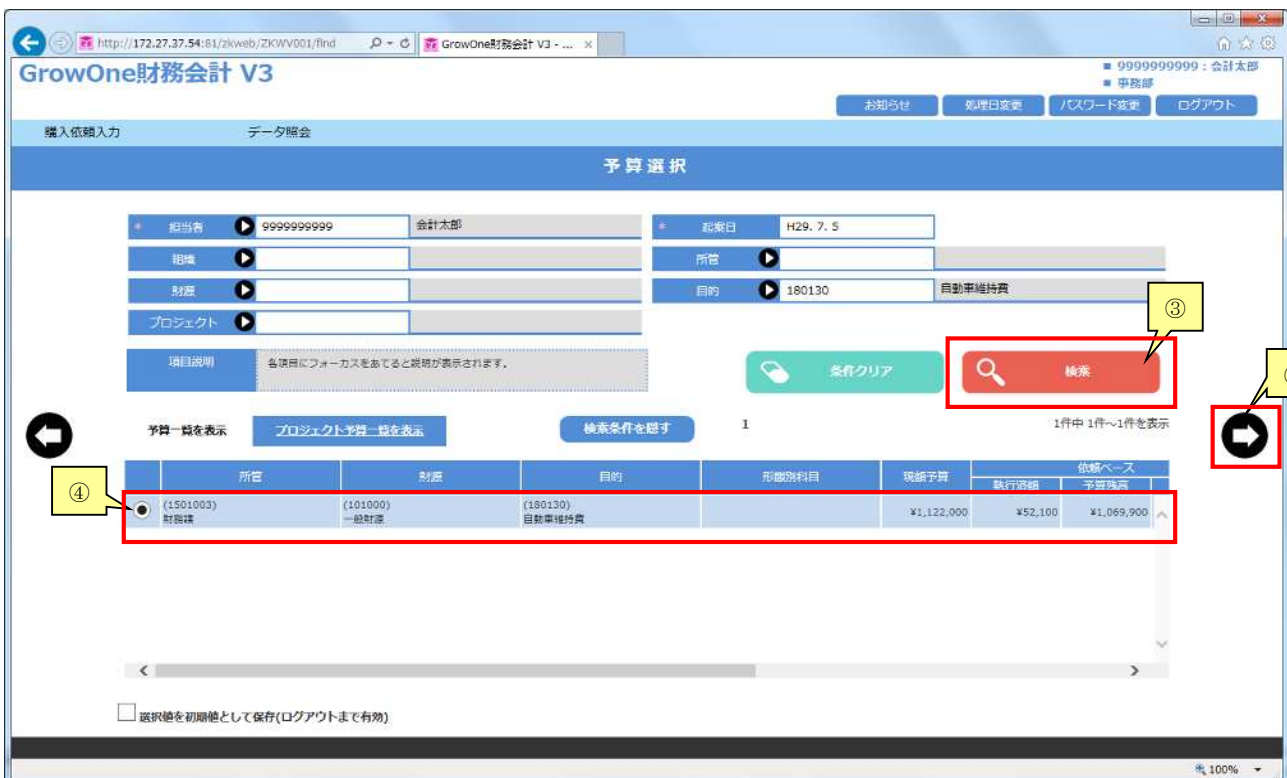 http://172.27.37.54:81/zkweb/ZKWV001/find
GrowOne財務会計 V3 - ...
GrowOne財務会計 V3
9999999999：会計太郎
事務部
お知らせ 処理日変更 パスワード変更 ログアウト
購入依頼入力 データ照会
予算選択
* 担当者 9999999999 会計太郎 * 起案日 H29. 7. 5
組織 所管
財源 目的 180130 自動車維持費
プロジェクト
③
項目説明 各項目にフォーカスをあてると説明が表示されます。 条件クリア 検索
予算一覧を表示 プロジェクト予算一覧を表示 検索条件を隠す 1 1件中 1件～1件を表示
所管 財源 目的 形態別科目 現額予算 依頼ベース
執行済額 予算残高
④
(1501003) (101000) (180130)
財務課 一般財源 自動車維持費 ¥1,122,000 ¥52,100 ¥1,069,900
選択値を初期値として保存(ログアウトまで有効)
100%